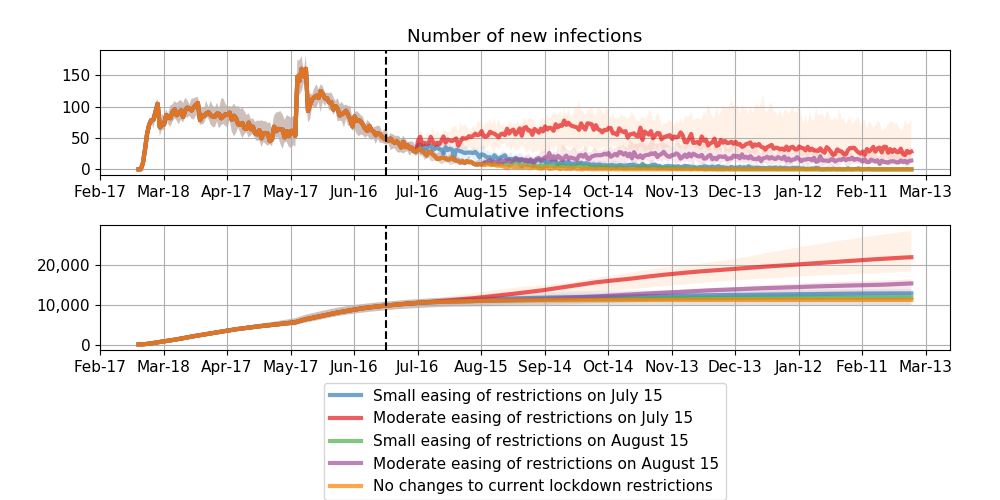 Number of new infections
150
100
50
0
Feb-17 Mar-18 Apr-17 May-17 Jun-16 Jul-16 Aug-15 Sep-14 Oct-14 Nov-13 Dec-13 Jan-12 Feb-11 Mar-13
Cumulative infections
20,000
10,000
0
Feb-17 Mar-18 Apr-17 May-17 Jun-16 Jul-16 Aug-15 Sep-14 Oct-14 Nov-13 Dec-13 Jan-12 Feb-11 Mar-13
Small easing of restrictions on July 15
Moderate easing of restrictions on July 15
Small easing of restrictions on August 15
Moderate easing of restrictions on August 15
No changes to current lockdown restrictions